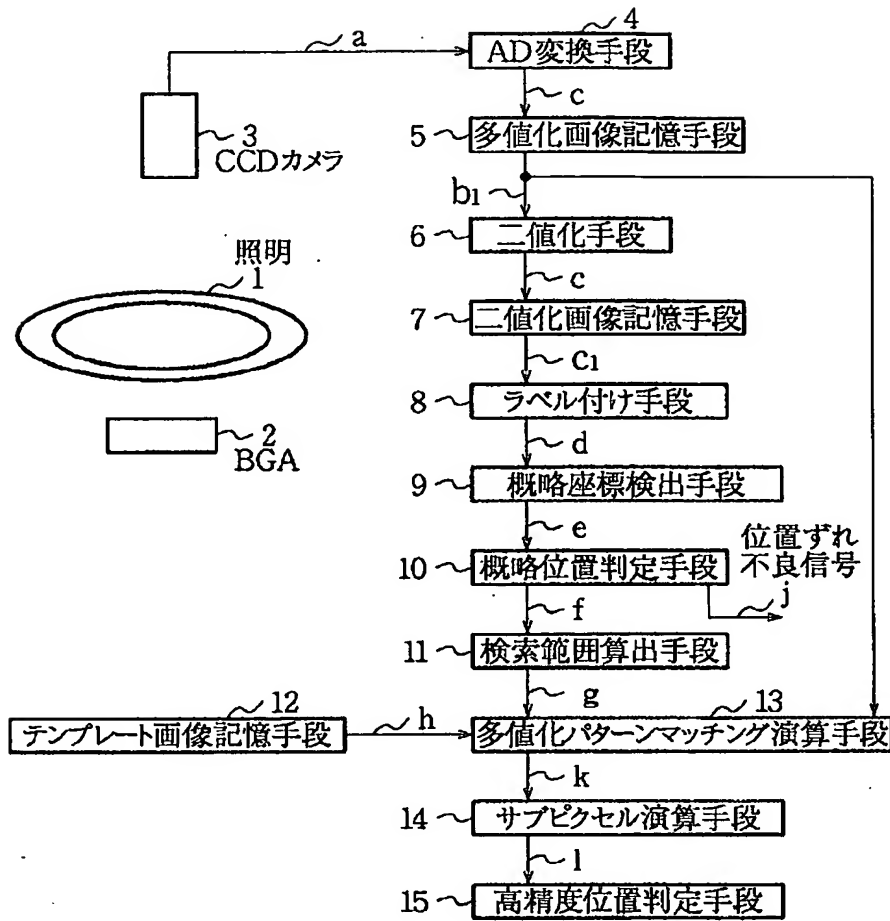 4
a
AD変換手段
c
3
CCDカメラ
5
多値化画像記憶手段
b1
6
二値化手段
照明
1
c
7
二値化画像記憶手段
c1
8
ラベル付け手段
2
BGA
d
9
概略座標検出手段
e
位置ずれ
不良信号
10
概略位置判定手段
j
f
11
検索範囲算出手段
g
12
13
テンプレート画像記憶手段
h
多値化パターンマッチング演算手段
k
14
サブピクセル演算手段
l
15
高精度位置判定手段